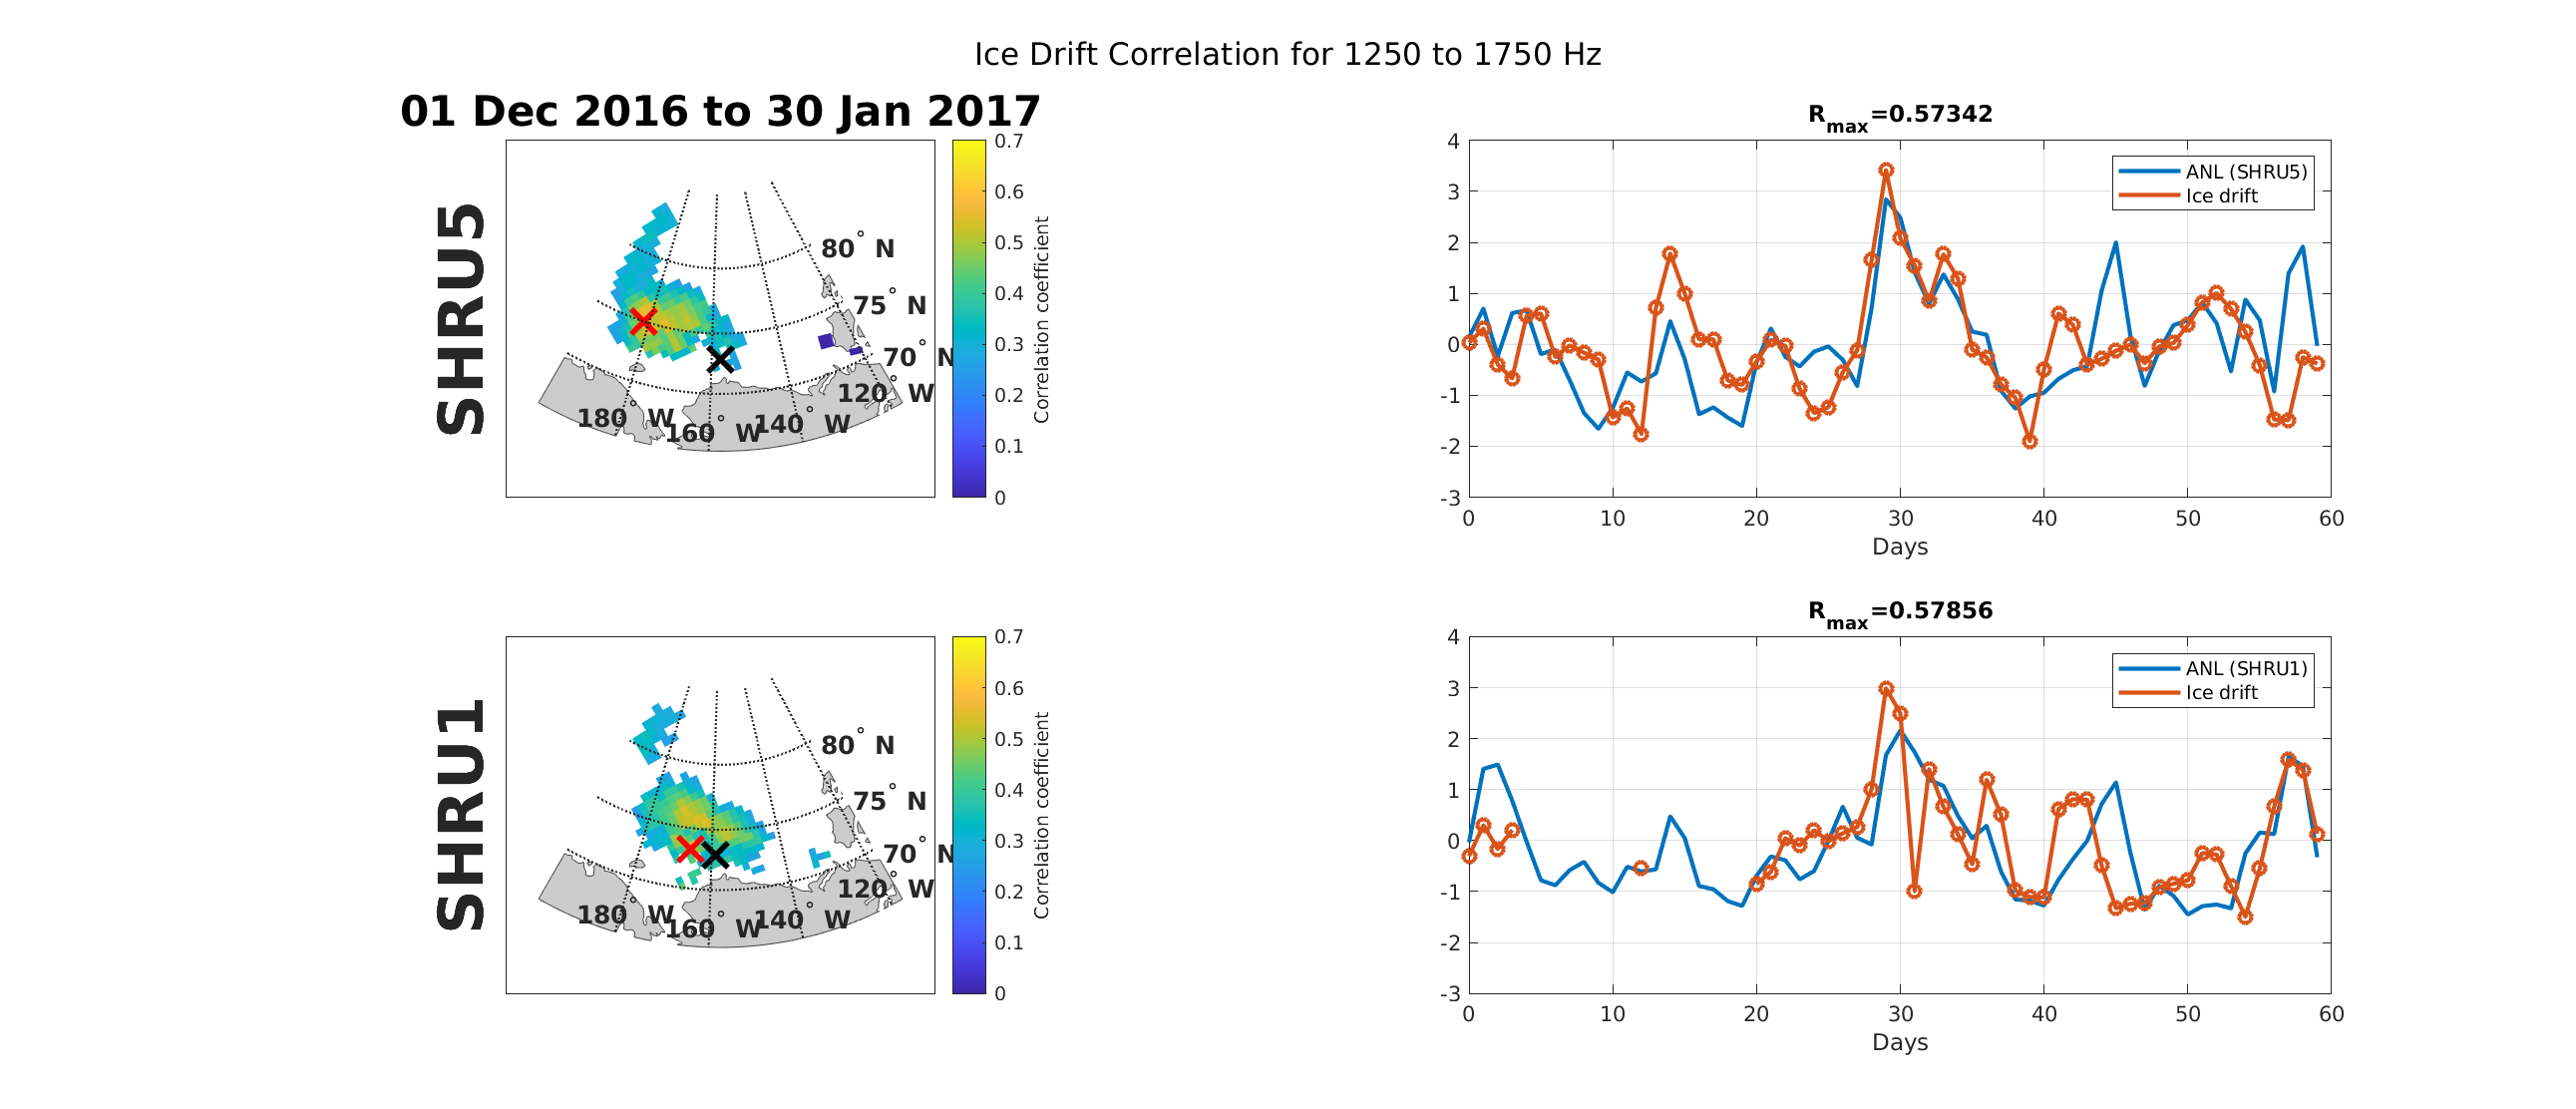 Ice Drift Correlation for 1250 to 1750 Hz
01 Dec 2016 to 30 Jan 2017
SHRU5
80° N
75° N
70° N
120° W
140° W
160° W
180° W
0.7
0.6
0.5
0.4
0.3
0.2
0.1
0
Correlation coefficient
Rmax=0.57342
ANL (SHRU5)
Ice drift
4
3
2
1
0
-1
-2
-3
0 10 20 30 40 50 60
Days
SHRU1
80° N
75° N
70° N
120° W
140° W
160° W
180° W
0.7
0.6
0.5
0.4
0.3
0.2
0.1
0
Correlation coefficient
Rmax=0.57856
ANL (SHRU1)
Ice drift
4
3
2
1
0
-1
-2
-3
0 10 20 30 40 50 60
Days